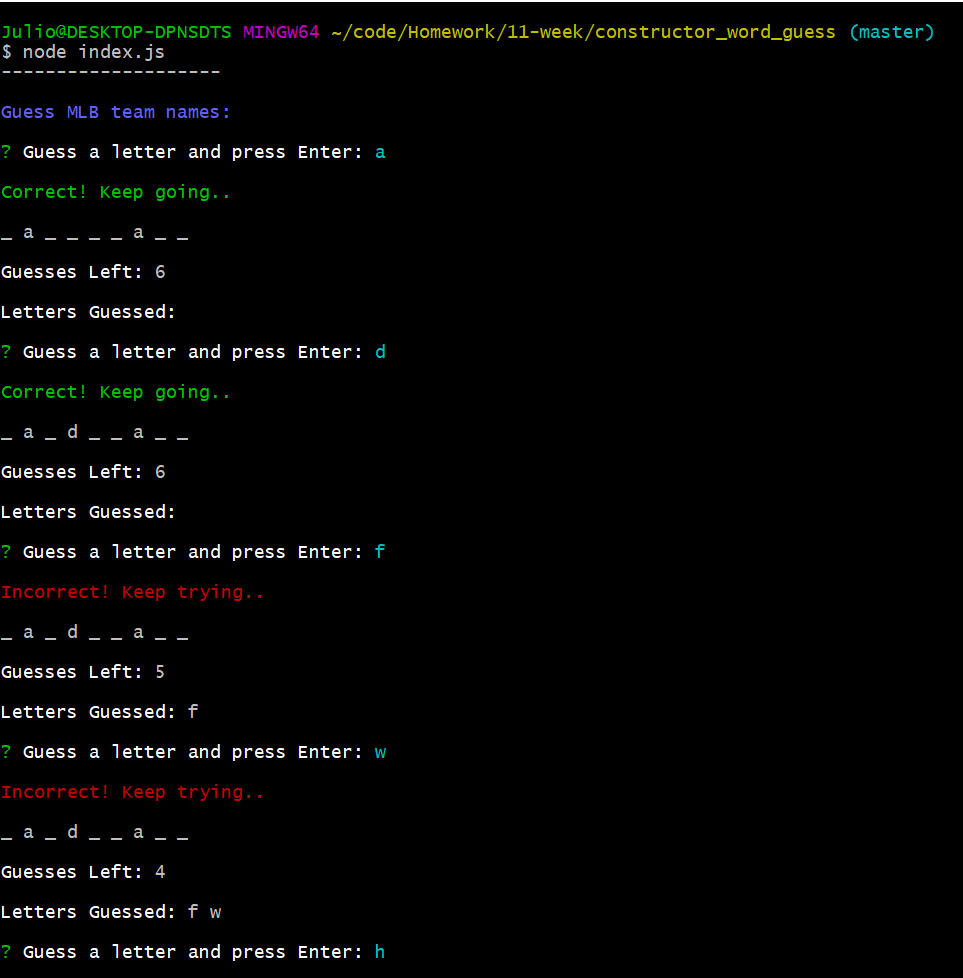 Julio@DESKTOP-DPNSDTS MINGW64 ~/code/Homework/11-week/constructor_word_guess (master)
$ node index.js
--------------------
Guess MLB team names:
? Guess a letter and press Enter: a
Correct! Keep going..
_ a _ _ _ _ a _ _
Guesses Left: 6
Letters Guessed:
? Guess a letter and press Enter: d
Correct! Keep going..
_ a _ d _ _ a _ _
Guesses Left: 6
Letters Guessed:
? Guess a letter and press Enter: f
Incorrect! Keep trying..
_ a _ d _ _ a _ _
Guesses Left: 5
Letters Guessed: f
? Guess a letter and press Enter: w
Incorrect! Keep trying..
_ a _ d _ _ a _ _
Guesses Left: 4
Letters Guessed: f w
? Guess a letter and press Enter: h